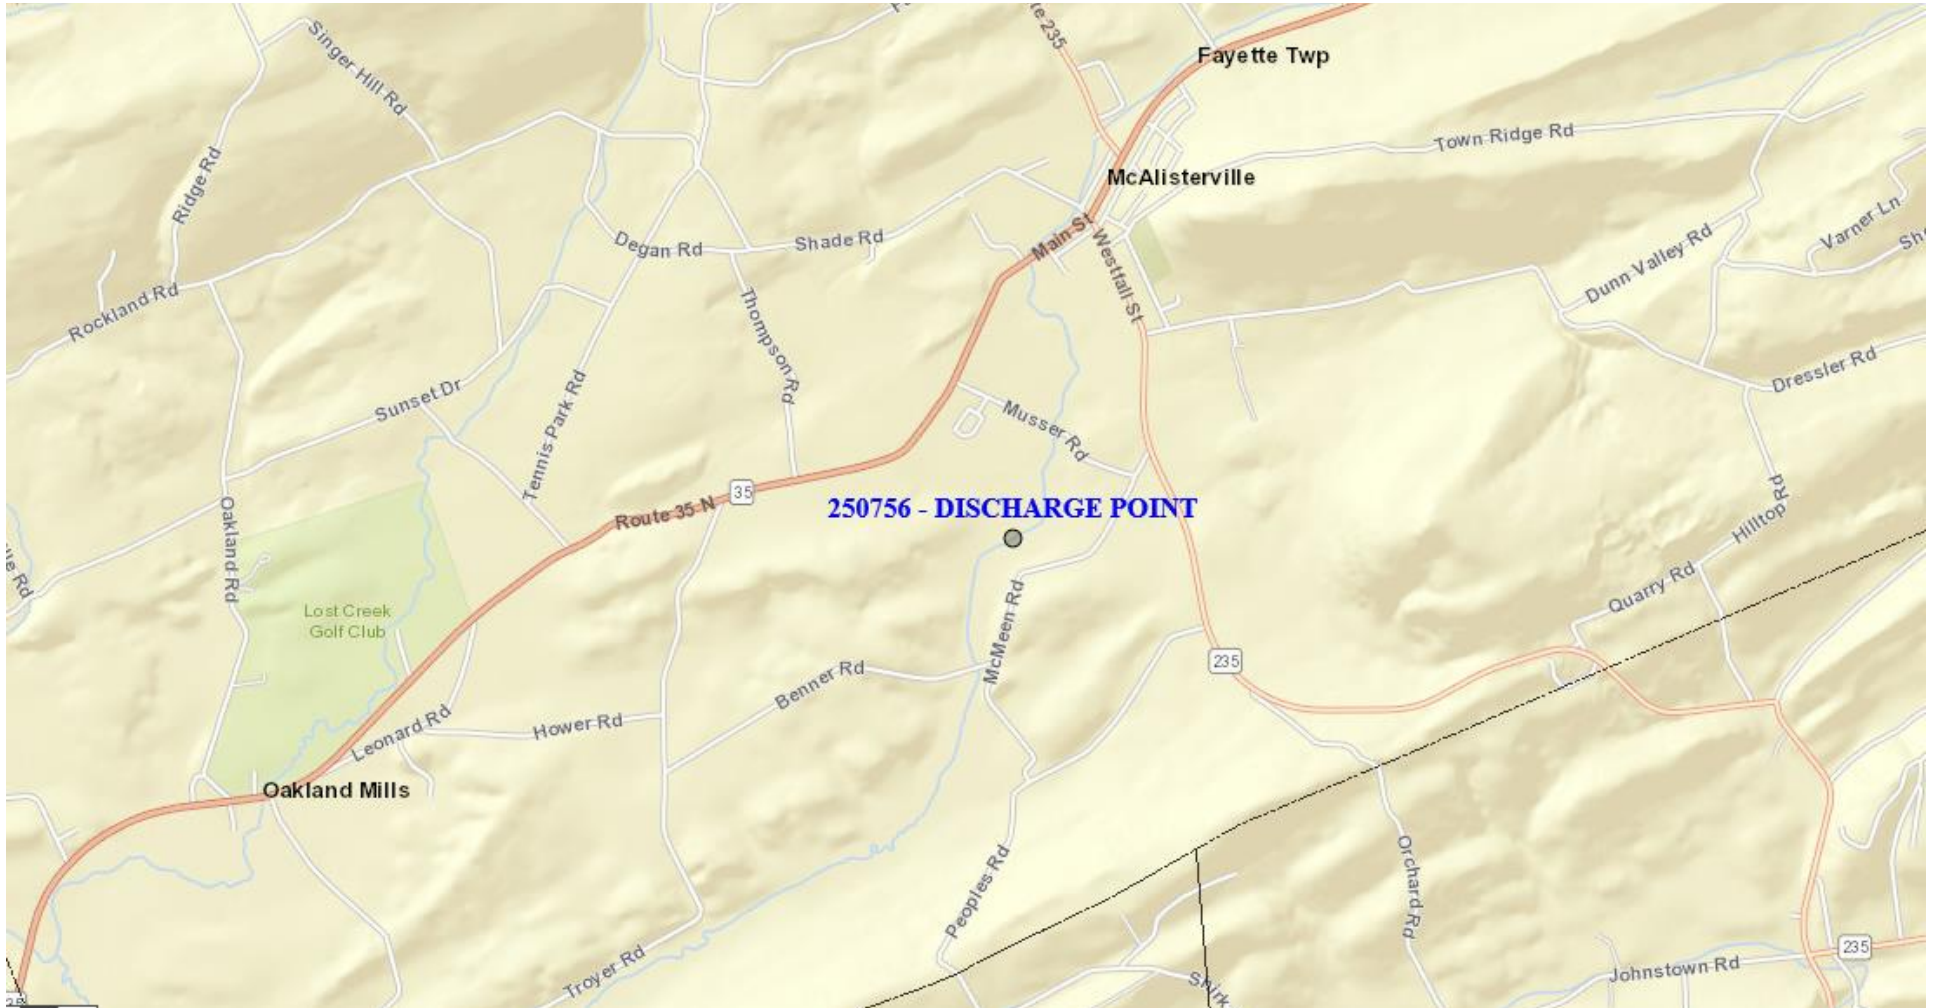 te 235
Fayette Twp
Singer Hill Rd
Town Ridge Rd
Ridge Rd
McAlisterville
Varner Ln
Degan Rd
Shade Rd
Main St
Westfall St
Dunn Valley Rd
Rockland Rd
Thompson Rd
Dressler Rd
Sunset Dr
Tennis Park Rd
Musser Rd
35
Route 35 N
250756 - DISCHARGE POINT
Hilltop Rd
Oakland Rd
Quarry Rd
Lost Creek
Golf Club
McMeen Rd
235
Benner Rd
Leonard Rd
Hower Rd
Oakland Mills
Orchard Rd
Peoples Rd
235
Troyer Rd
Johnstown Rd
Shirk